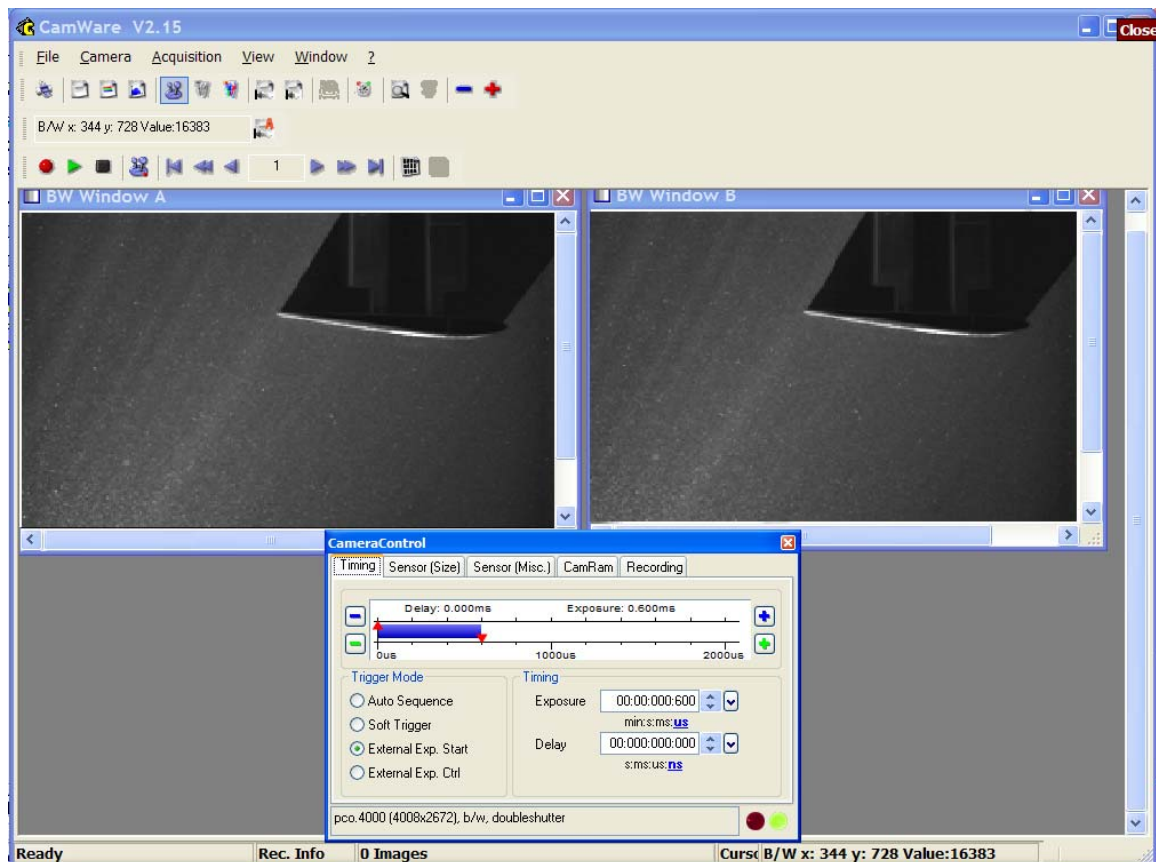 CamWare V2.15
Close
File Camera Acquisition View Window ?
B/W x: 344 y: 728 Value:16383
1
BW Window A
BW Window B
CameraControl
Timing Sensor (Size) Sensor (Misc.) CamRam Recording
Delay: 0.000ms Exposure: 0.600ms
0us 1000us 2000us
Trigger Mode
Auto Sequence
Soft Trigger
External Exp. Start
External Exp. Ctrl
Timing
Exposure 00:00:000:600
min:s:ms:us
Delay 00:000:000:000
s:ms:us:ns
pco.4000 (4008x2672), b/w, doubleshutter
Ready Rec. Info 0 Images Curs B/W x: 344 y: 728 Value:16383